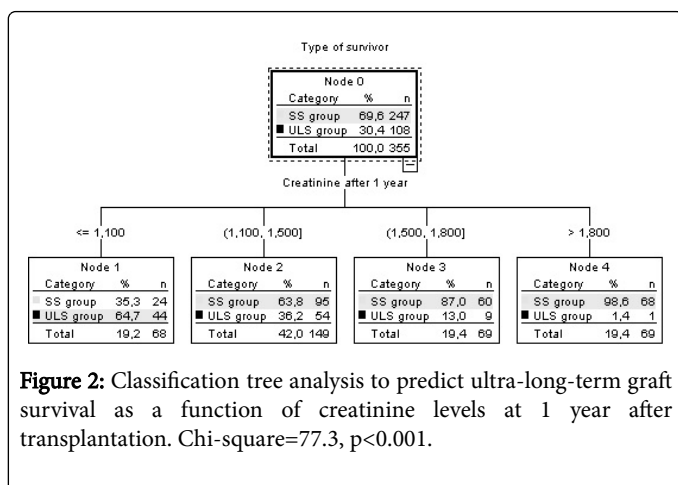 Type of survivor
Node 0
Category % n
SS group 69,6 247
ULS group 30,4 108
Total 100,0 355
Creatinine after 1 year
<= 1,100
(1,100, 1,500]
(1,500, 1,800]
> 1,800
Node 1
Category % n
SS group 35,3 24
ULS group 64,7 44
Total 19,2 68
Node 2
Category % n
SS group 63,8 95
ULS group 36,2 54
Total 42,0 149
Node 3
Category % n
SS group 87,0 60
ULS group 13,0 9
Total 19,4 69
Node 4
Category % n
SS group 98,6 68
ULS group 1,4 1
Total 19,4 69
Figure 2: Classification tree analysis to predict ultra-long-term graft
survival as a function of creatinine levels at 1 year after
transplantation. Chi-square=77.3, p<0.001.